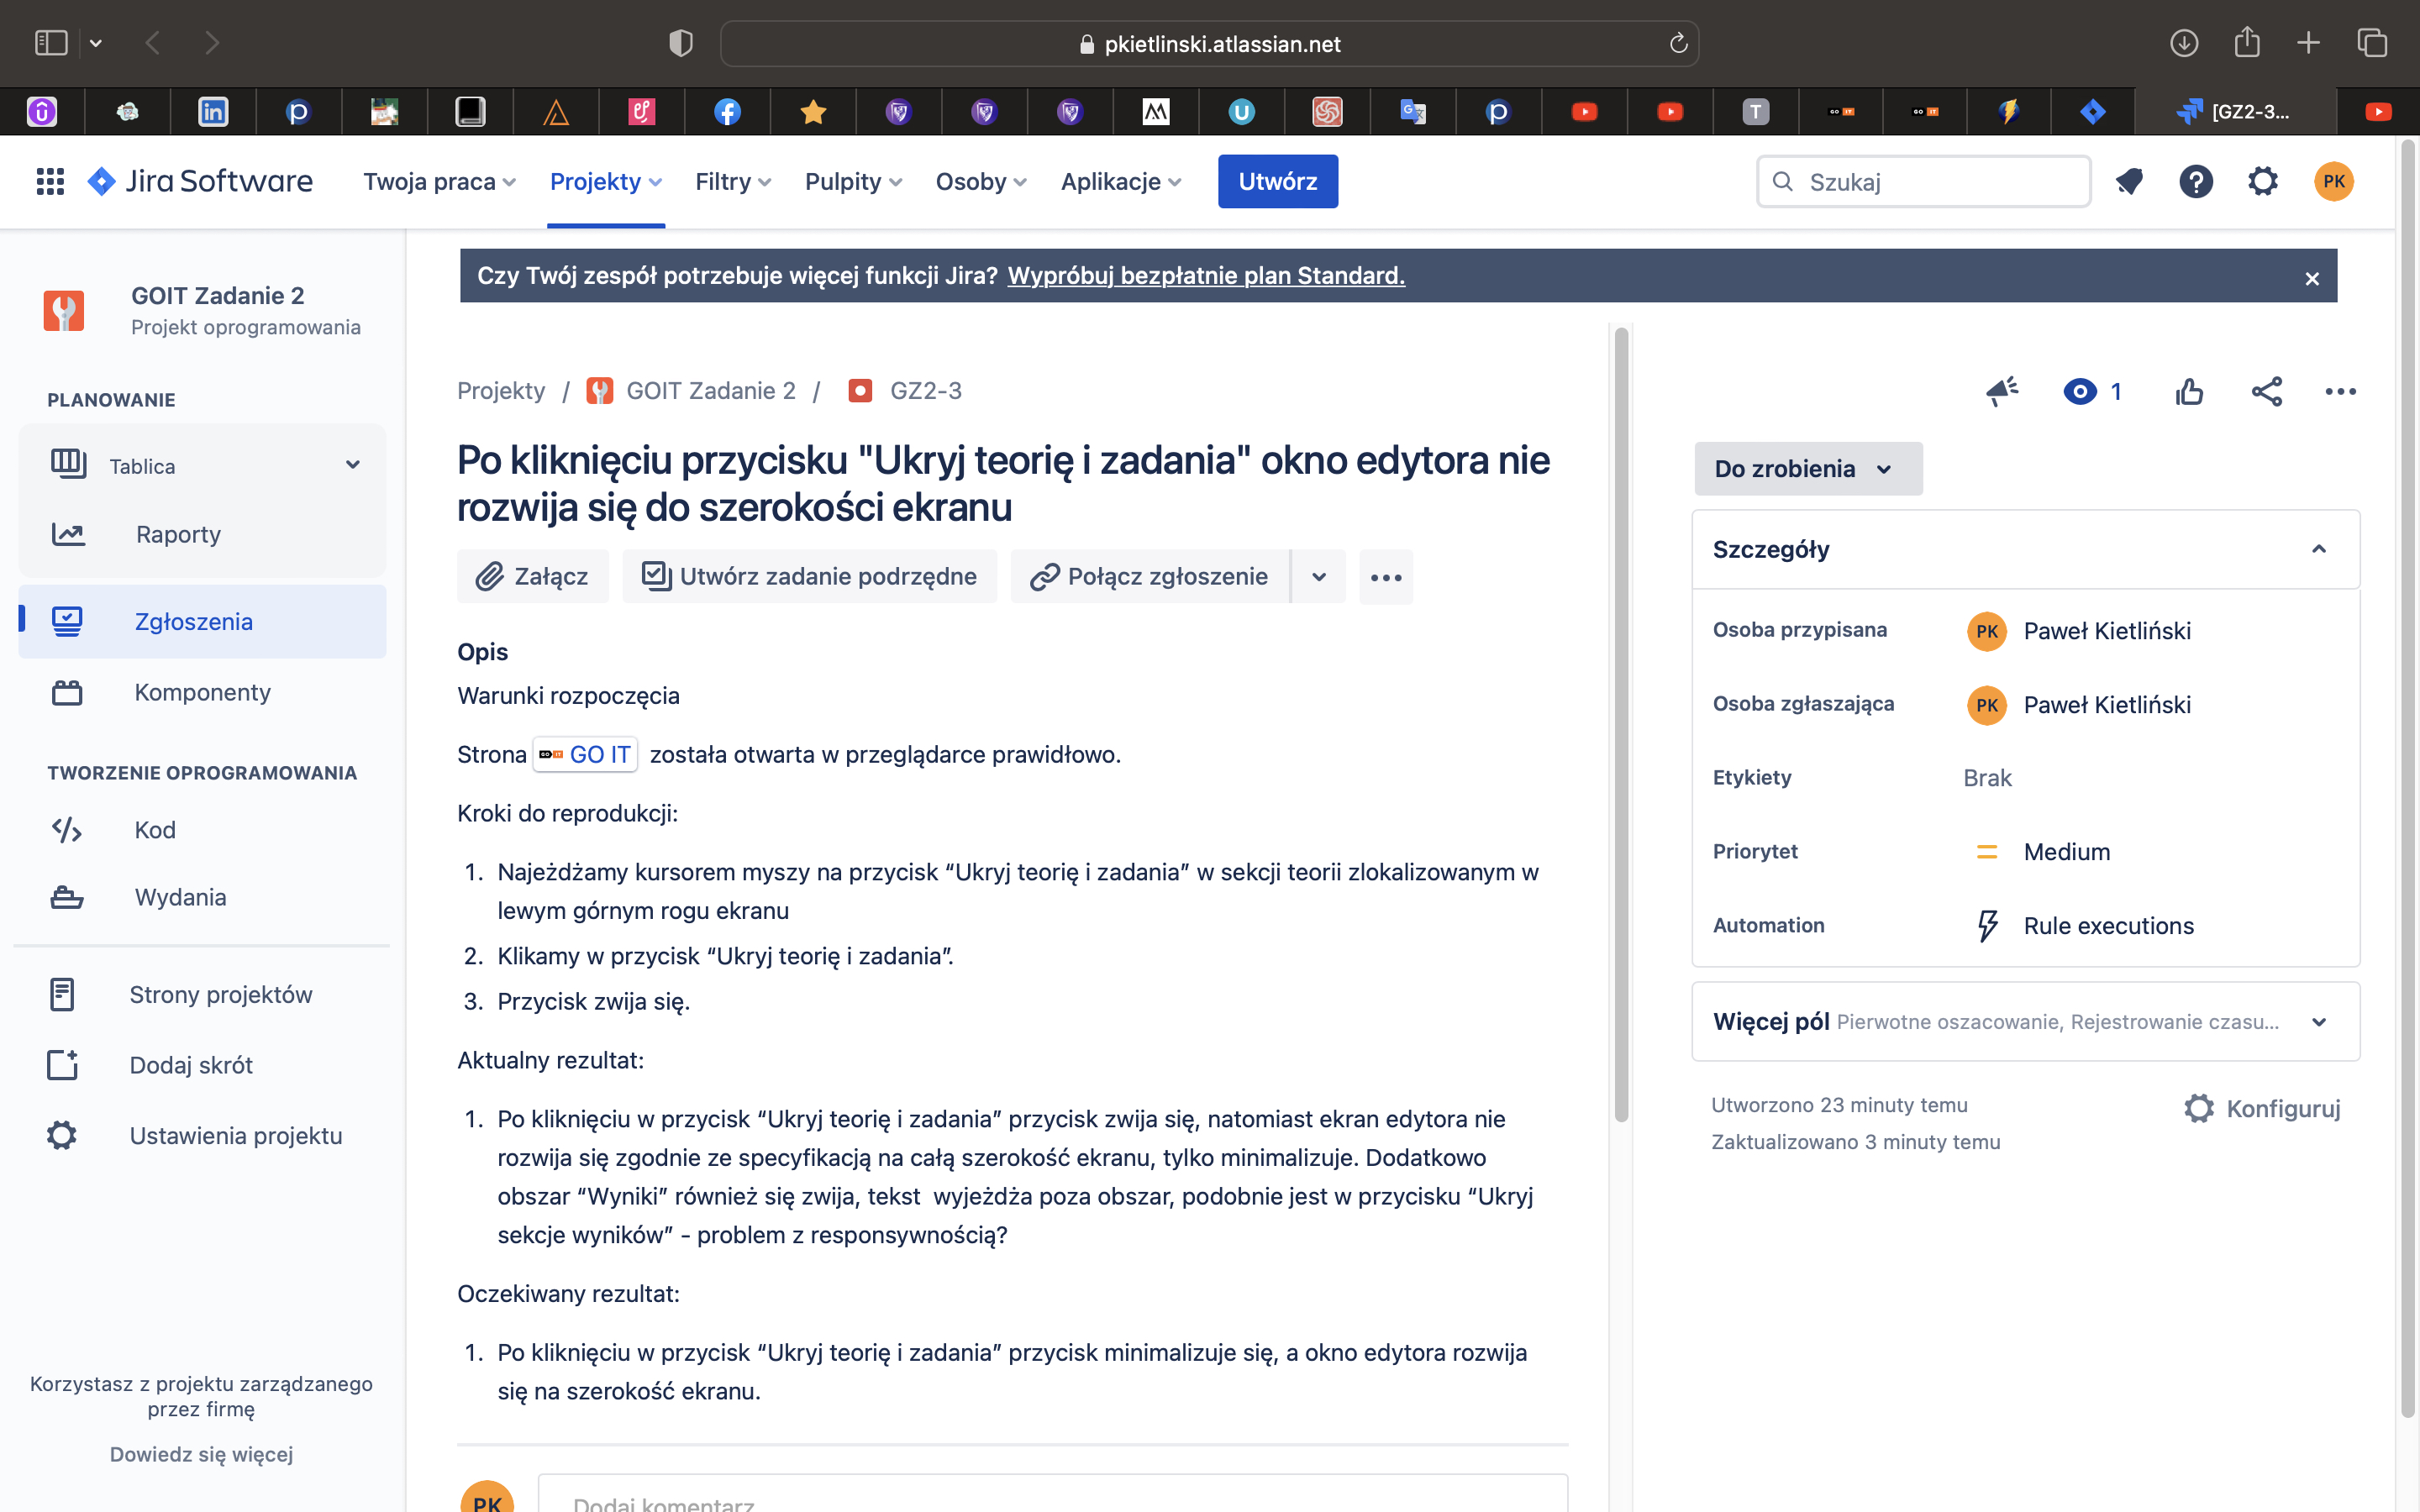 pkietlinski.atlassian.net
[GZ2-3...
Jira Software
Twoja praca
Projekty
Filtry
Pulpity
Osoby
Aplikacje
Utwórz
Szukaj
PK
GOIT Zadanie 2
Projekt oprogramowania
PLANOWANIE
Tablica
Raporty
Zgłoszenia
Komponenty
TWORZENIE OPROGRAMOWANIA
Kod
Wydania
Strony projektów
Dodaj skrót
Ustawienia projektu
Korzystasz z projektu zarządzanego
przez firmę
Dowiedz się więcej
Czy Twój zespół potrzebuje więcej funkcji Jira? Wypróbuj bezpłatnie plan Standard.
Projekty / GOIT Zadanie 2 / GZ2-3
Po kliknięciu przycisku "Ukryj teorię i zadania" okno edytora nie
rozwija się do szerokości ekranu
Załącz
Utwórz zadanie podrzędne
Połącz zgłoszenie
Opis
Warunki rozpoczęcia
Strona GO IT została otwarta w przeglądarce prawidłowo.
Kroki do reprodukcji:
1. Najeżdżamy kursorem myszy na przycisk “Ukryj teorię i zadania” w sekcji teorii zlokalizowanym w
lewym górnym rogu ekranu
2. Klikamy w przycisk “Ukryj teorię i zadania”.
3. Przycisk zwija się.
Aktualny rezultat:
1. Po kliknięciu w przycisk “Ukryj teorię i zadania” przycisk zwija się, natomiast ekran edytora nie
rozwija się zgodnie ze specyfikacją na całą szerokość ekranu, tylko minimalizuje. Dodatkowo
obszar “Wyniki” również się zwija, tekst wyjeżdża poza obszar, podobnie jest w przycisku “Ukryj
sekcje wyników” - problem z responsywnością?
Oczekiwany rezultat:
1. Po kliknięciu w przycisk “Ukryj teorię i zadania” przycisk minimalizuje się, a okno edytora rozwija
się na szerokość ekranu.
PK
Dodaj komentarz
1
Do zrobienia
Szczegóły
Osoba przypisana
PK Paweł Kietliński
Osoba zgłaszająca
PK Paweł Kietliński
Etykiety
Brak
Priorytet
Medium
Automation
Rule executions
Więcej pól Pierwotne oszacowanie, Rejestrowanie czasu...
Utworzono 23 minuty temu
Zaktualizowano 3 minuty temu
Konfiguruj